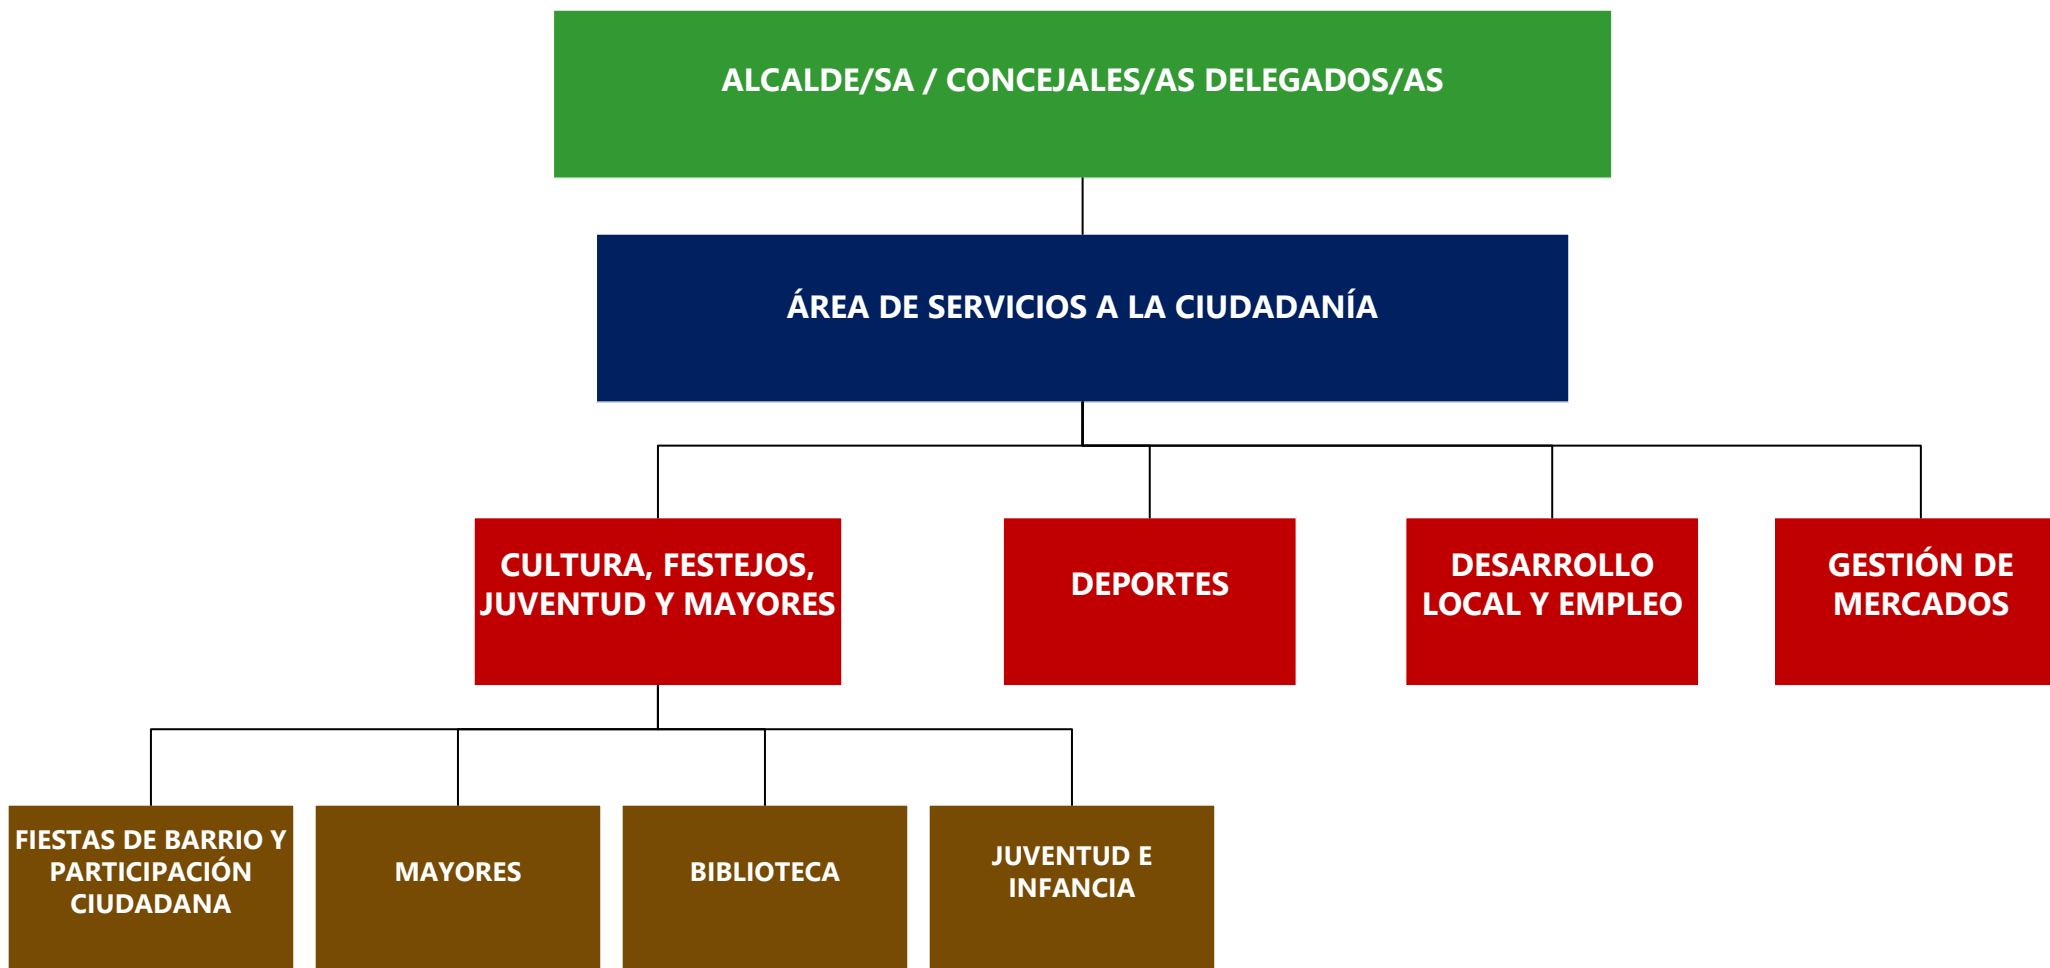 ALCALDE/SA / CONCEJALES/AS DELEGADOS/AS
ÁREA DE SERVICIOS A LA CIUDADANÍA
CULTURA, FESTEJOS,
JUVENTUD Y MAYORES
DEPORTES
DESARROLLO
LOCAL Y EMPLEO
GESTIÓN DE
MERCADOS
FIESTAS DE BARRIO Y
PARTICIPACIÓN
CIUDADANA
MAYORES
BIBLIOTECA
JUVENTUD E
INFANCIA